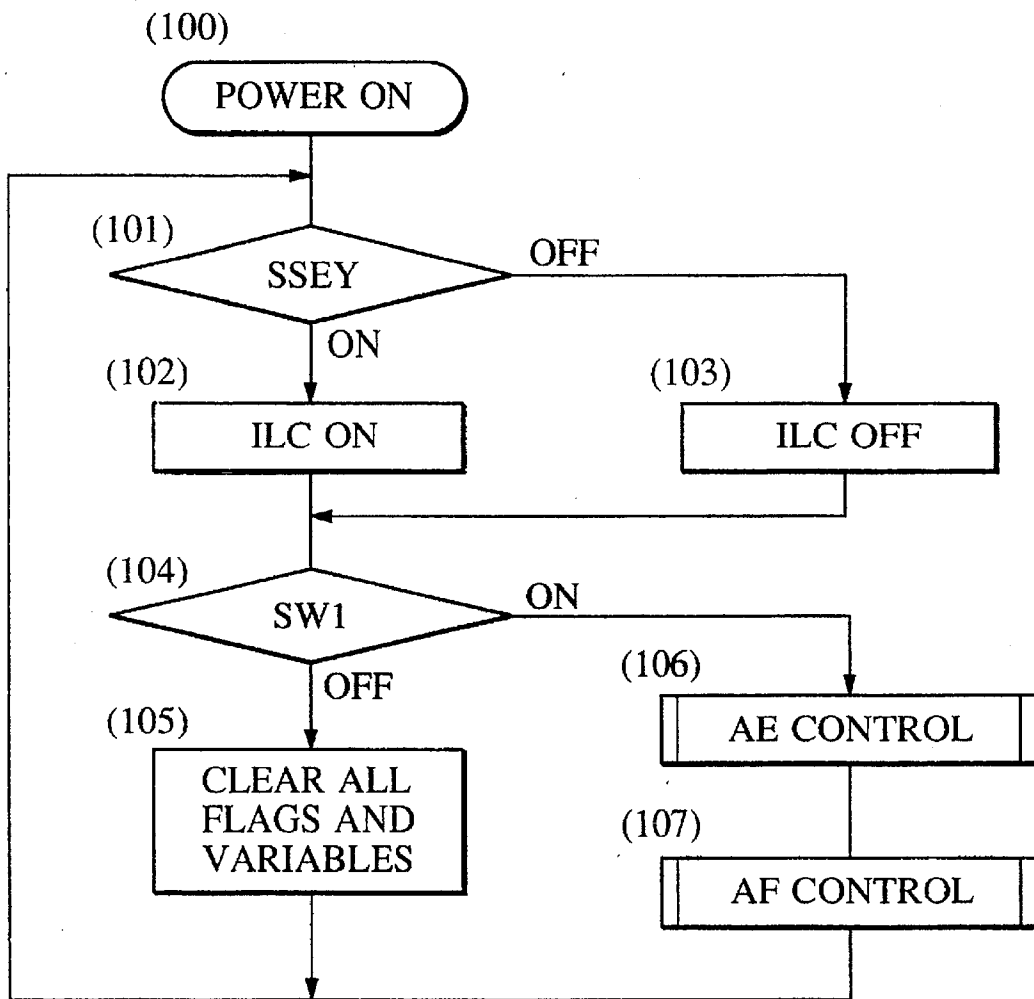 (100)
POWER ON
(101)
SSEY
OFF
ON
(102)
ILC ON
(103)
ILC OFF
(104)
SW1
ON
OFF
(105)
CLEAR ALL
FLAGS AND
VARIABLES
(106)
AE CONTROL
(107)
AF CONTROL